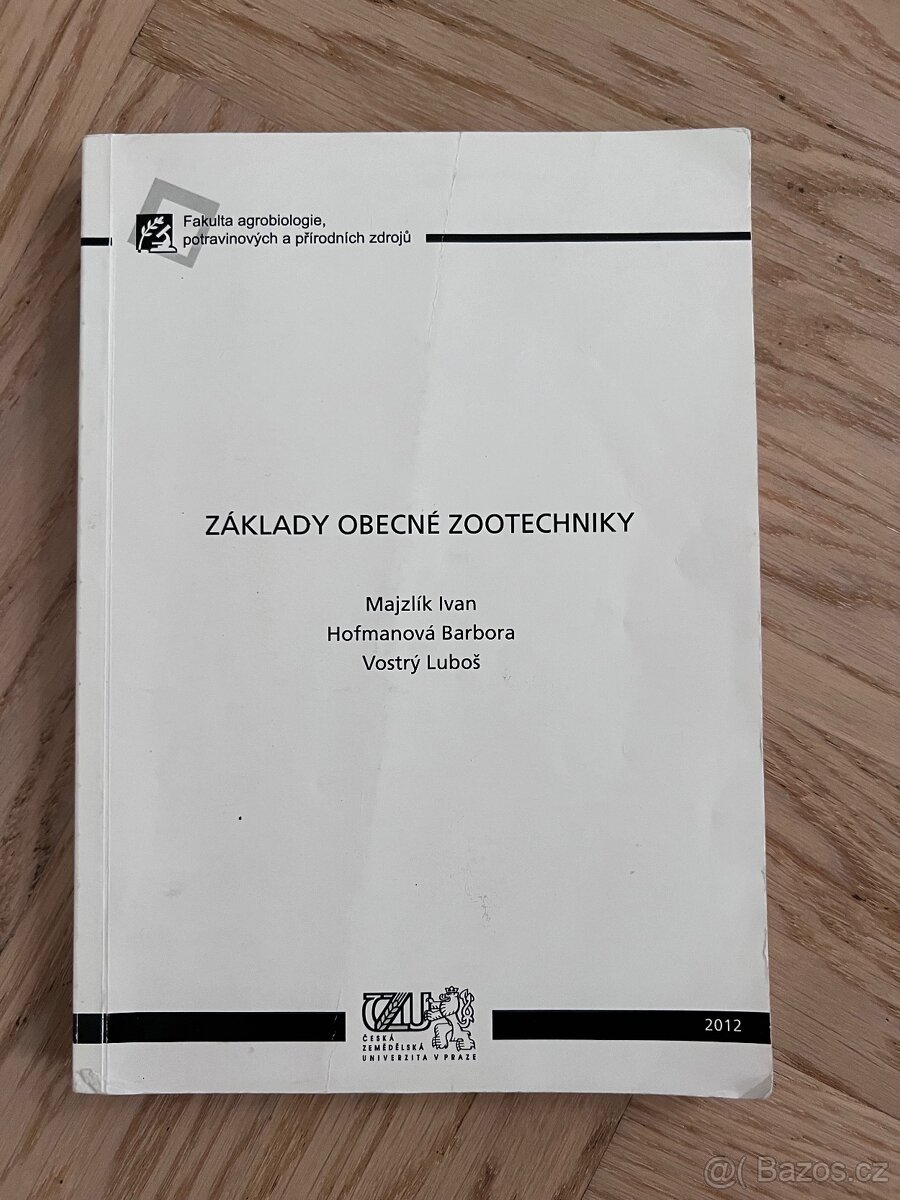 Fakulta agrobiologie,
potravinových a přírodních zdrojů
ZÁKLADY OBECNÉ ZOOTECHNIKY
Majzlík Ivan
Hofmanová Barbora
Vostrý Luboš
ČZU
ČESKÁ
ZEMĚDĚLSKÁ
UNIVERZITA V PRAZE
2012
@( Bazos.cz